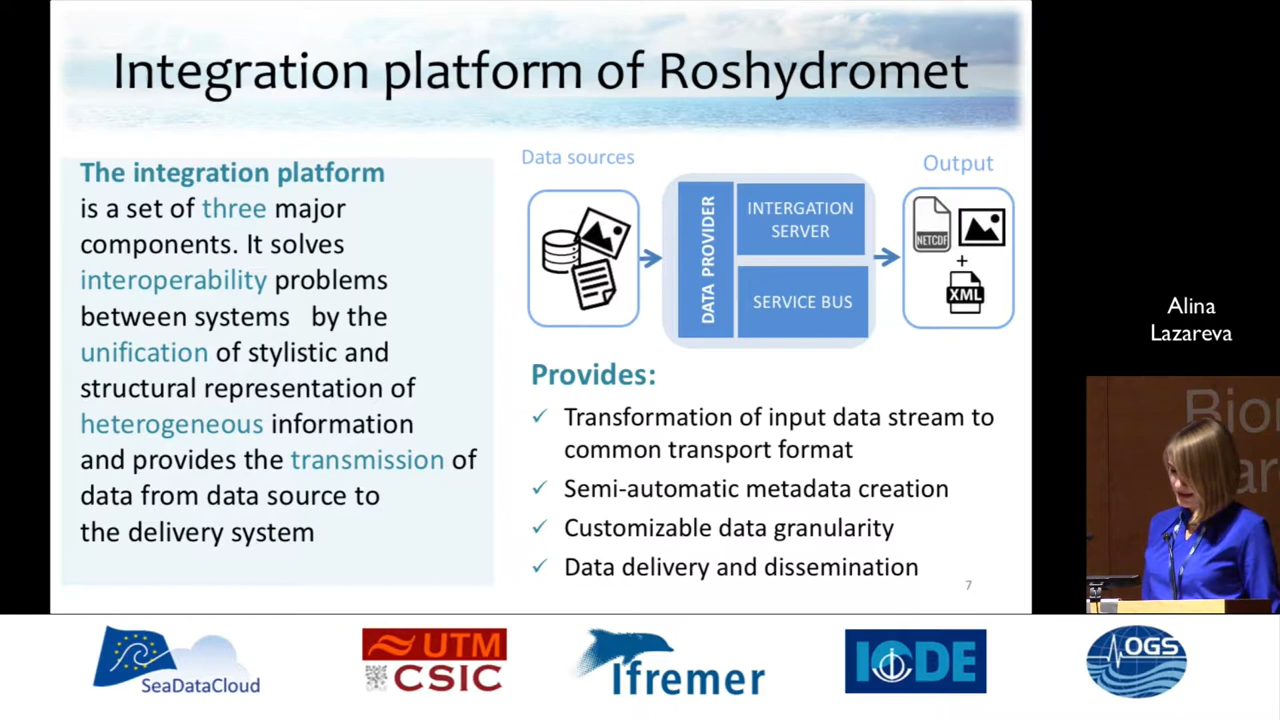 Integration platform of Roshydromet
The integration platform
is a set of three major
components. It solves
interoperability problems
between systems by the
unification of stylistic and
structural representation of
heterogeneous information
and provides the transmission of
data from data source to
the delivery system
Data sources
DATA PROVIDER
INTERGATION
SERVER
SERVICE BUS
Output
NETCDF
+
XML
Provides:
Transformation of input data stream to
common transport format
Semi-automatic metadata creation
Customizable data granularity
Data delivery and dissemination
7
Alina
Lazareva
SeaDataCloud
UTM
CSIC
Ifremer
IODE
OGS